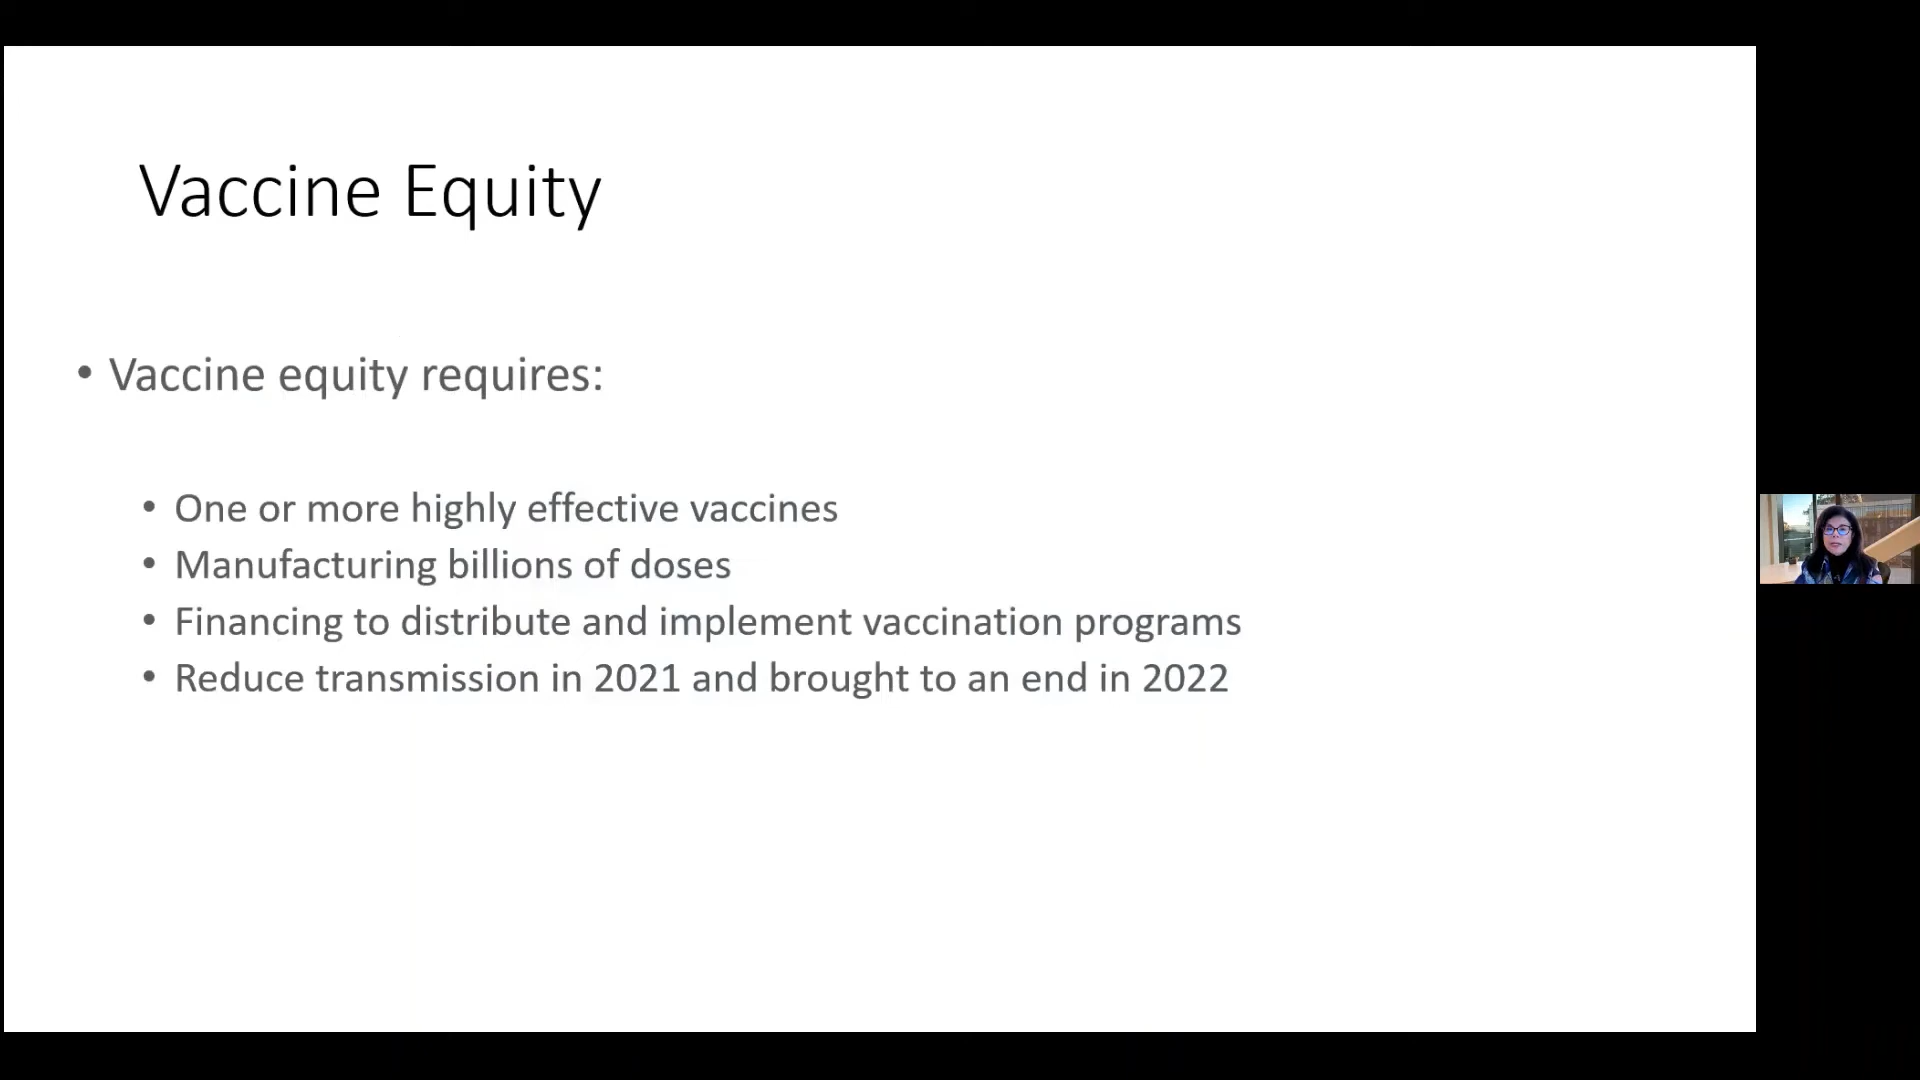 Vaccine Equity
• Vaccine equity requires:
• One or more highly effective vaccines
• Manufacturing billions of doses
• Financing to distribute and implement vaccination programs
• Reduce transmission in 2021 and brought to an end in 2022